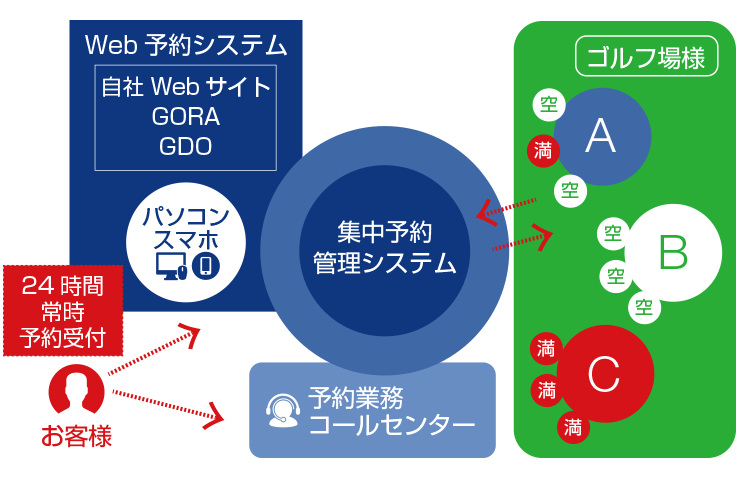 Web 予約システム
自社 Web サイト
GORA
GDO
パソコン
スマホ
24 時間
常時
予約受付
お客様
集中予約
管理システム
予約業務
コールセンター
ゴルフ場様
空
満
空
A
空
空
空
B
満
満
満
C